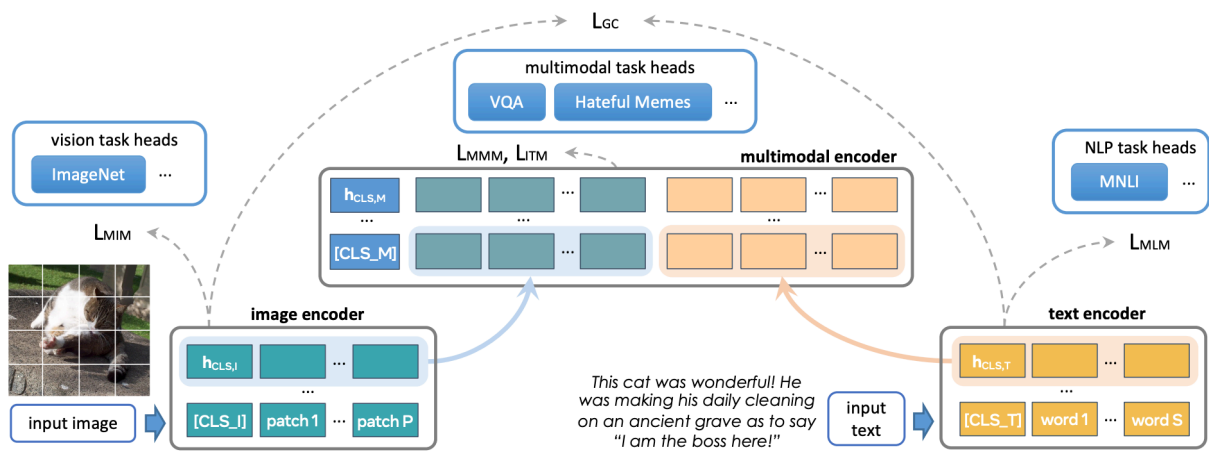 LGC
multimodal task heads
VQA Hateful Memes ...
vision task heads
ImageNet ...
NLP task heads
MNLI ...
LMMM, LITM
multimodal encoder
hCLS,M ... ...
... ... ...
[CLS_M] ... ...
LMIM
LMLM
image encoder
hCLS,I ...
...
[CLS_I] patch 1 ... patch P
input image
text encoder
hCLS,T ...
...
[CLS_T] word 1 ... word S
This cat was wonderful! He
was making his daily cleaning
on an ancient grave as to say
“I am the boss here!”
input
text